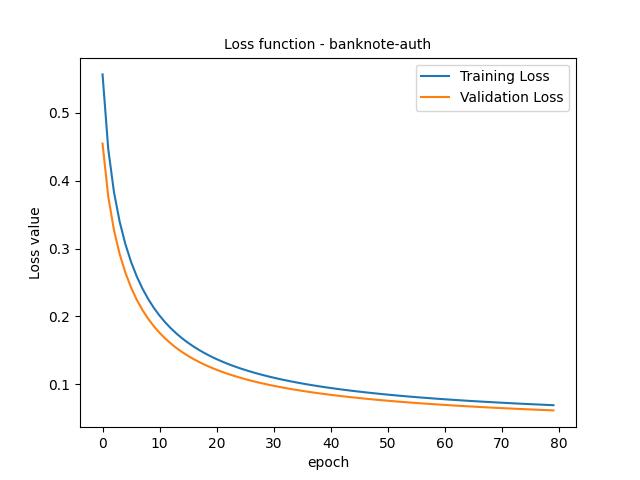 Loss function - banknote-auth
Training Loss
Validation Loss
0.5
0.4
0.3
0.2
0.1
Loss value
0 10 20 30 40 50 60 70 80
epoch